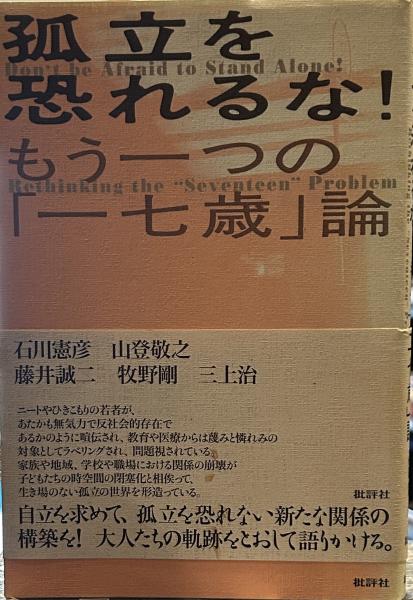 孤立を
Don't be Afraid to Stand Alone!
恐れるな!
もう一つの
Rethinking the "Seventeen" Problem
「一七歳」論
石川憲彦 山登敬之
藤井誠二 牧野剛 三上治
ニートやひきこもりの若者が、
あたかも無気力で反社会的存在で
あるかのように喧伝され、教育や医療からは蔑みと憐れみの
対象としてラベリングされ、問題視されている。
家族や地域、学校や職場における関係の崩壊が
子どもたちの時空間の閉塞化と相俟って、
生き場のない孤立の世界を形造っている。
批評社
自立を求めて、孤立を恐れない新たな関係の
構築を! 大人たちの軌跡をとおして語りかける。
批評社